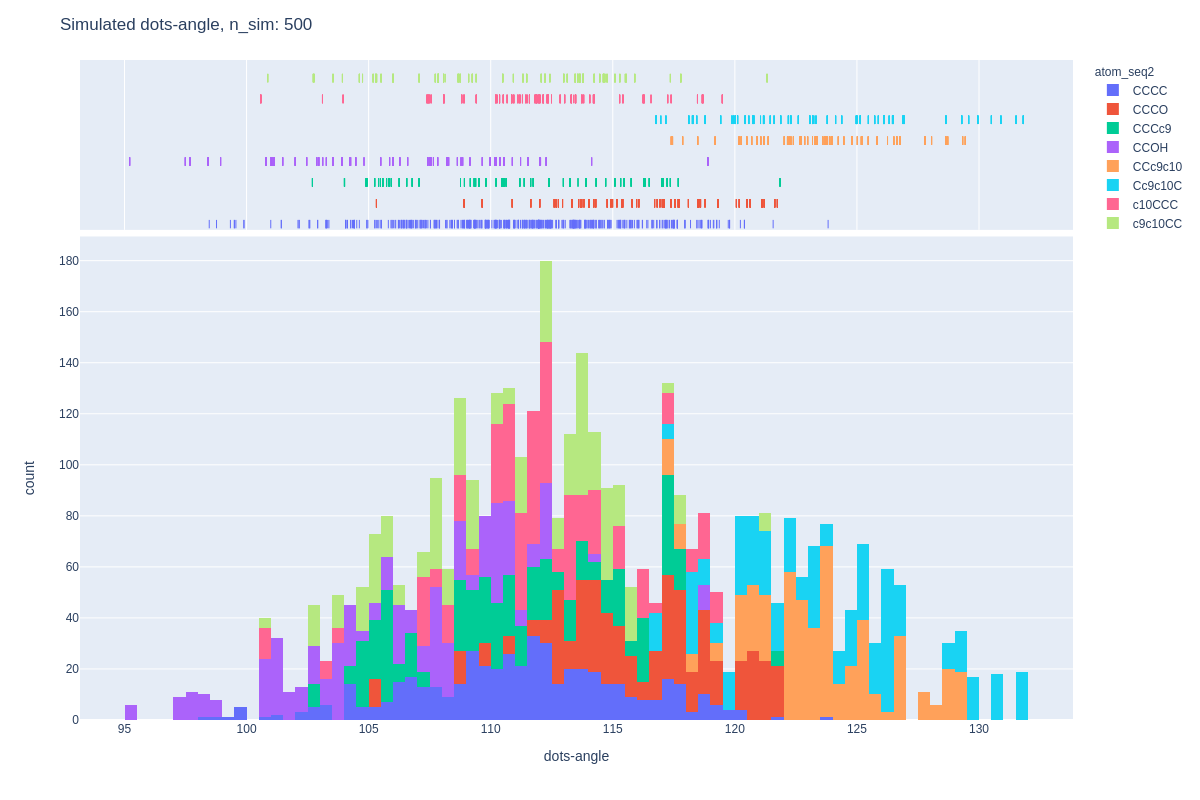 Simulated dots-angle, n_sim: 500
atom_seq2
CCCC
CCCO
CCCc9
CCOH
CCc9c10
Cc9c10C
c10CCC
c9c10CC
180
160
140
120
100
80
60
40
20
0
count
95 100 105 110 115 120 125 130
dots-angle